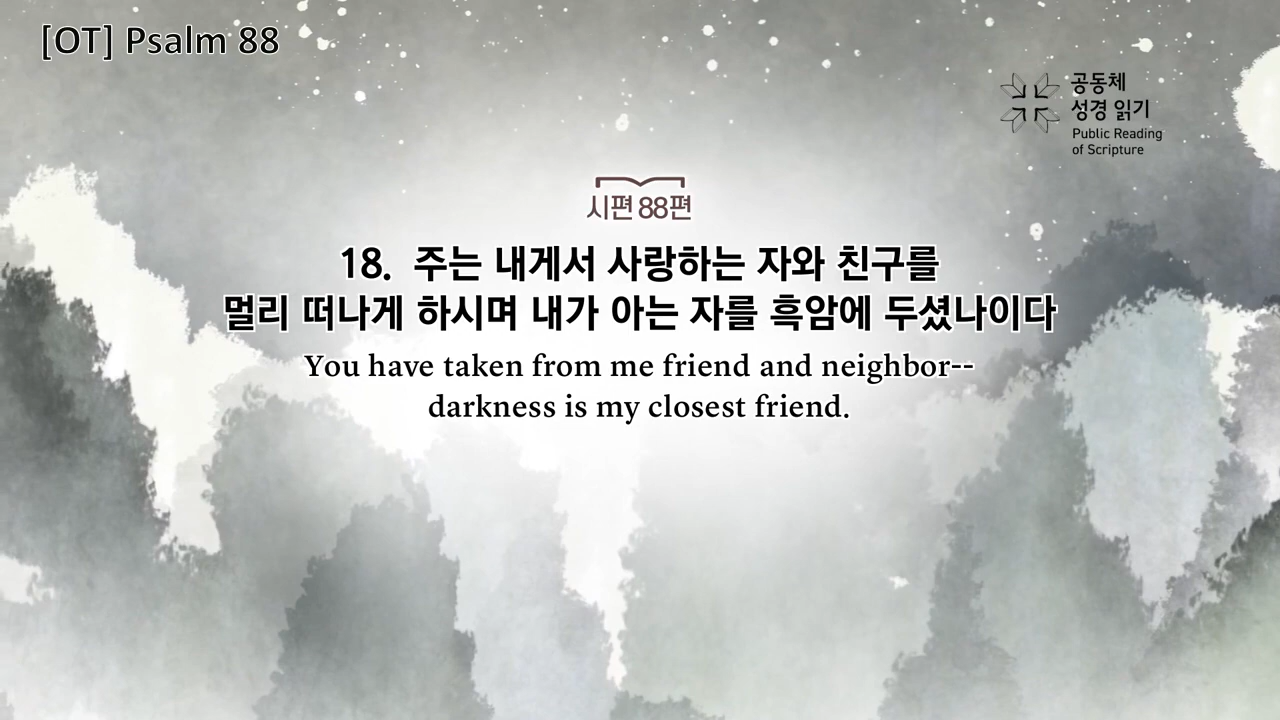 [OT] Psalm 88
공동체
성경 읽기
Public Reading
of Scripture
시편 88편
18. 주는 내게서 사랑하는 자와 친구를
멀리 떠나게 하시며 내가 아는 자를 흑암에 두셨나이다
You have taken from me friend and neighbor--
darkness is my closest friend.